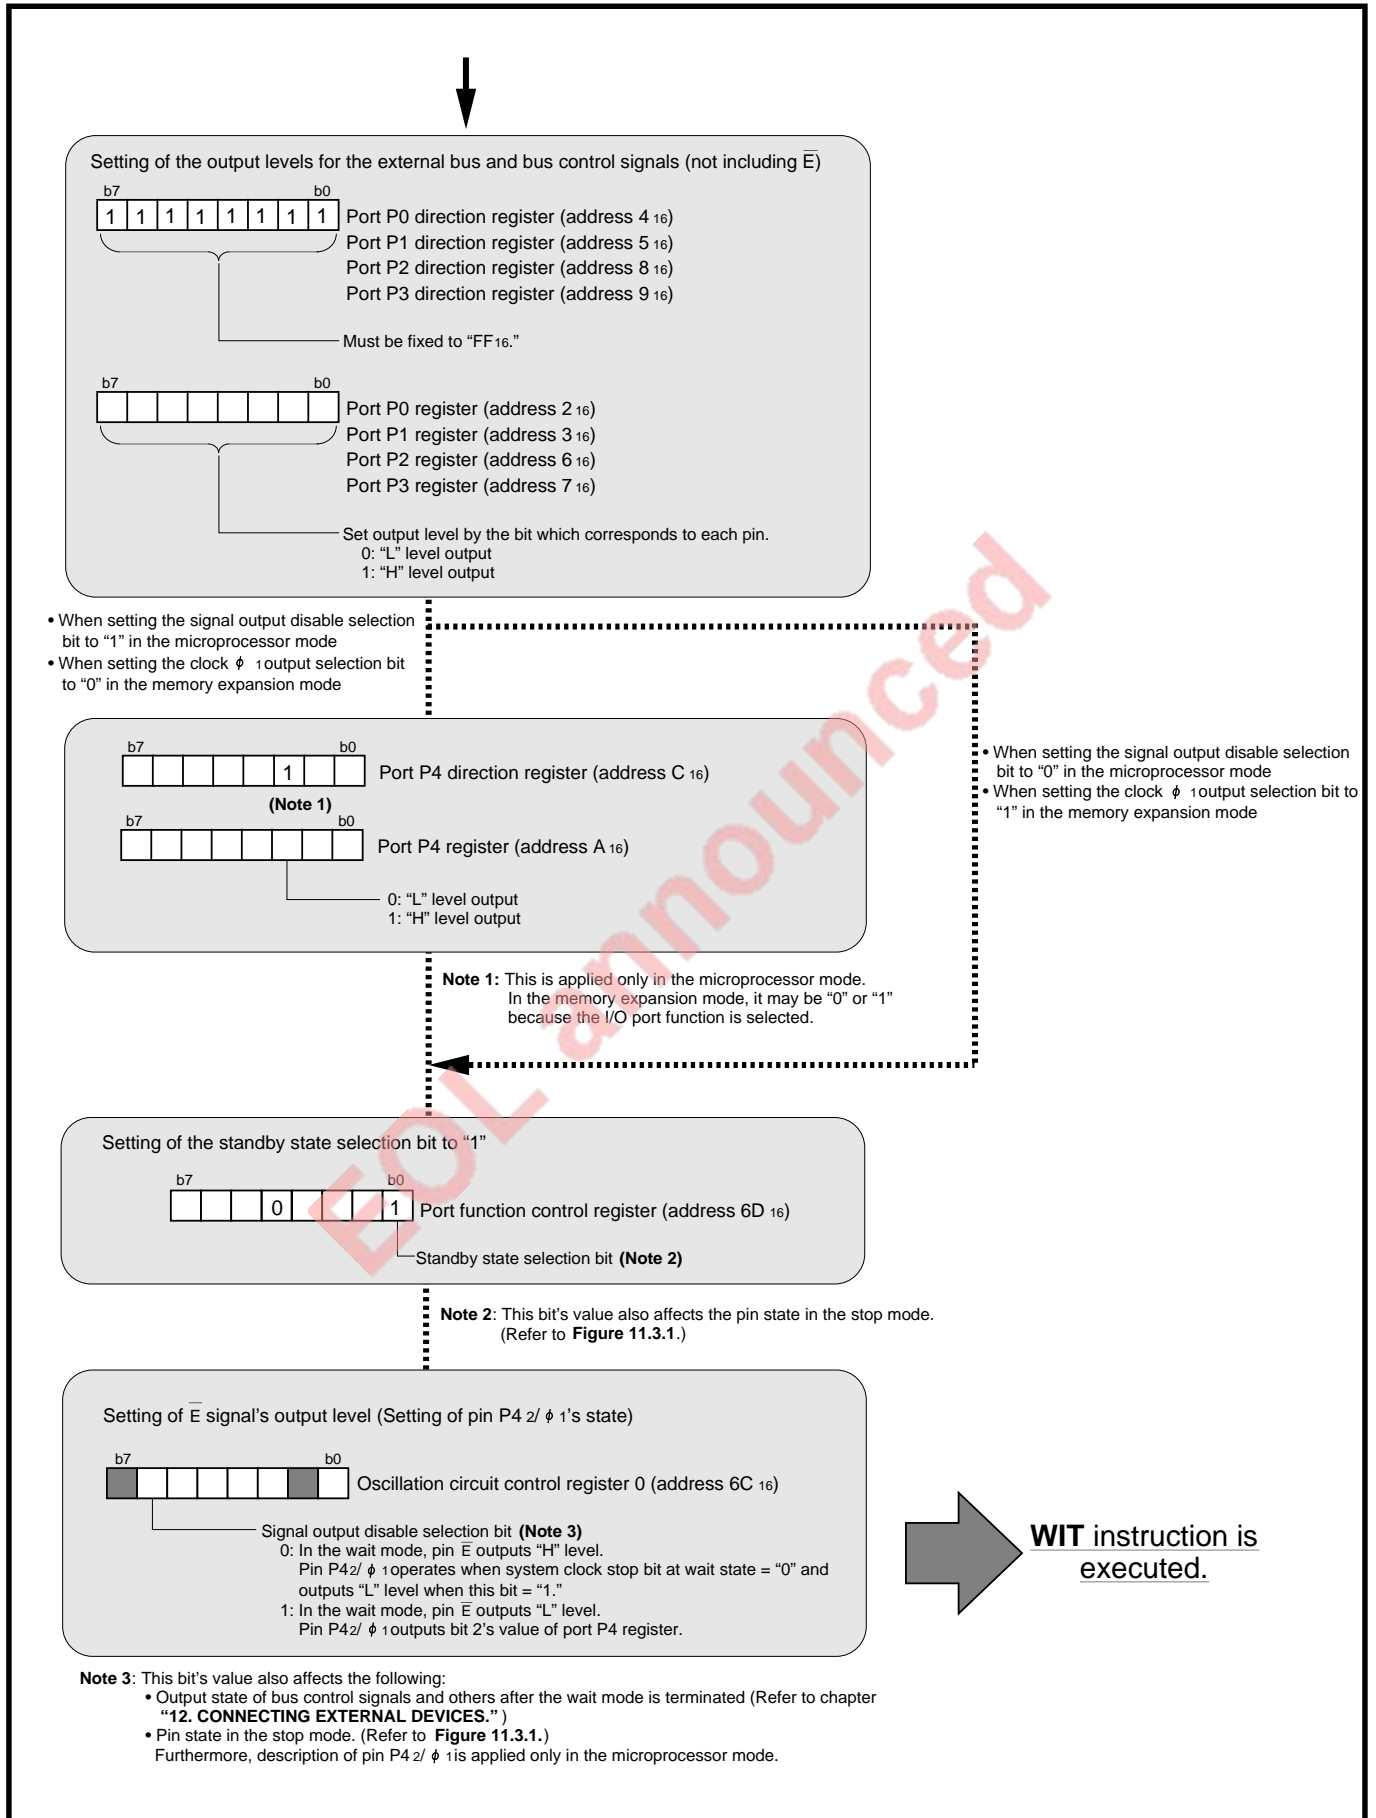 Setting of the output levels for the external bus and bus control signals (not including E̅)
b7 b0
1 1 1 1 1 1 1 1 Port P0 direction register (address 4 16)
Port P1 direction register (address 5 16)
Port P2 direction register (address 8 16)
Port P3 direction register (address 9 16)
Must be fixed to “FF16.”
b7 b0
Port P0 register (address 2 16)
Port P1 register (address 3 16)
Port P2 register (address 6 16)
Port P3 register (address 7 16)
Set output level by the bit which corresponds to each pin.
0: “L” level output
1: “H” level output
• When setting the signal output disable selection
bit to “1” in the microprocessor mode
• When setting the clock ϕ 1 output selection bit
to “0” in the memory expansion mode
b7 b0
1 Port P4 direction register (address C 16)
(Note 1)
b7 b0
Port P4 register (address A 16)
0: “L” level output
1: “H” level output
• When setting the signal output disable selection
bit to “0” in the microprocessor mode
• When setting the clock ϕ 1 output selection bit to
“1” in the memory expansion mode
Note 1: This is applied only in the microprocessor mode.
In the memory expansion mode, it may be “0” or “1”
because the I/O port function is selected.
Setting of the standby state selection bit to “1”
b7 b0
0 1 Port function control register (address 6D 16)
Standby state selection bit (Note 2)
Note 2: This bit’s value also affects the pin state in the stop mode.
(Refer to Figure 11.3.1.)
Setting of E̅ signal’s output level (Setting of pin P4 2/ ϕ 1’s state)
b7 b0
Oscillation circuit control register 0 (address 6C 16)
Signal output disable selection bit (Note 3)
0: In the wait mode, pin E̅ outputs “H” level.
Pin P42/ ϕ 1 operates when system clock stop bit at wait state = “0” and
outputs “L” level when this bit = “1.”
1: In the wait mode, pin E̅ outputs “L” level.
Pin P42/ ϕ 1 outputs bit 2’s value of port P4 register.
WIT instruction is
executed.
Note 3: This bit’s value also affects the following:
• Output state of bus control signals and others after the wait mode is terminated (Refer to chapter
“12. CONNECTING EXTERNAL DEVICES.” )
• Pin state in the stop mode. (Refer to Figure 11.3.1.)
Furthermore, description of pin P4 2/ ϕ 1 is applied only in the microprocessor mode.
EOL announced